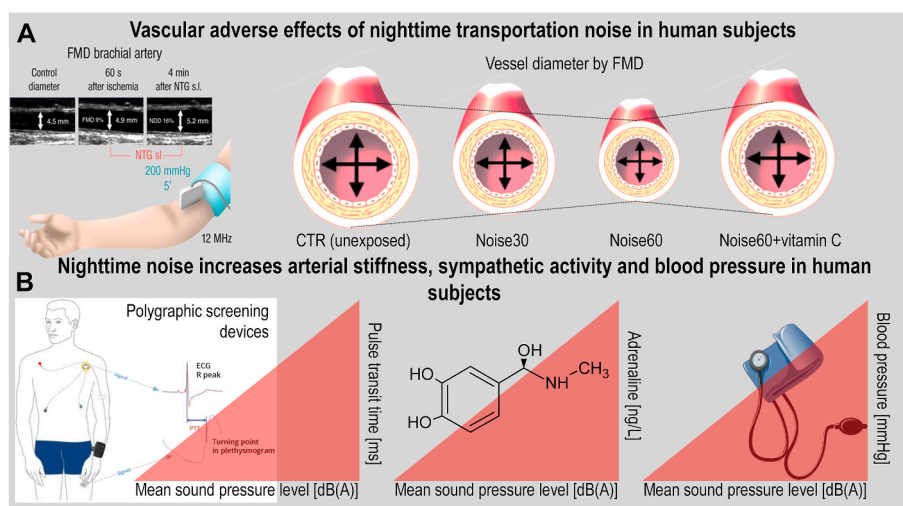 A
Vascular adverse effects of nighttime transportation noise in human subjects
FMD brachial artery
Control
diameter
60 s
after ischemia
4 min
after NTG s.l.
4.5 mm
FMD 9%
4.9 mm
NDD 16%
5.2 mm
NTG sl
200 mmHg
5'
12 MHz
Vessel diameter by FMD
CTR (unexposed)
Noise30
Noise60
Noise60+vitamin C
B
Nighttime noise increases arterial stiffness, sympathetic activity and blood pressure in human
subjects
Polygraphic screening
devices
signal
ECG
R peak
PTT
Turning point
in plethysmogram
signal
Pulse transit time [ms]
Mean sound pressure level [dB(A)]
OH
HO
HO
NH
CH3
Adrenaline [ng/L]
Mean sound pressure level [dB(A)]
Blood pressure [mmHg]
Mean sound pressure level [dB(A)]